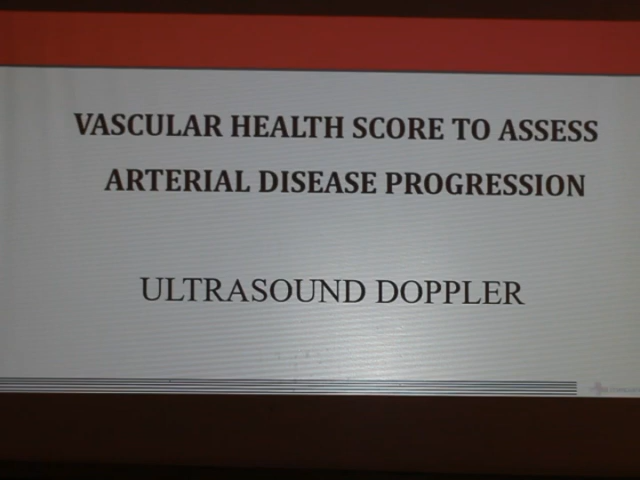 VASCULAR HEALTH SCORE TO ASSESS
ARTERIAL DISEASE PROGRESSION
ULTRASOUND DOPPLER